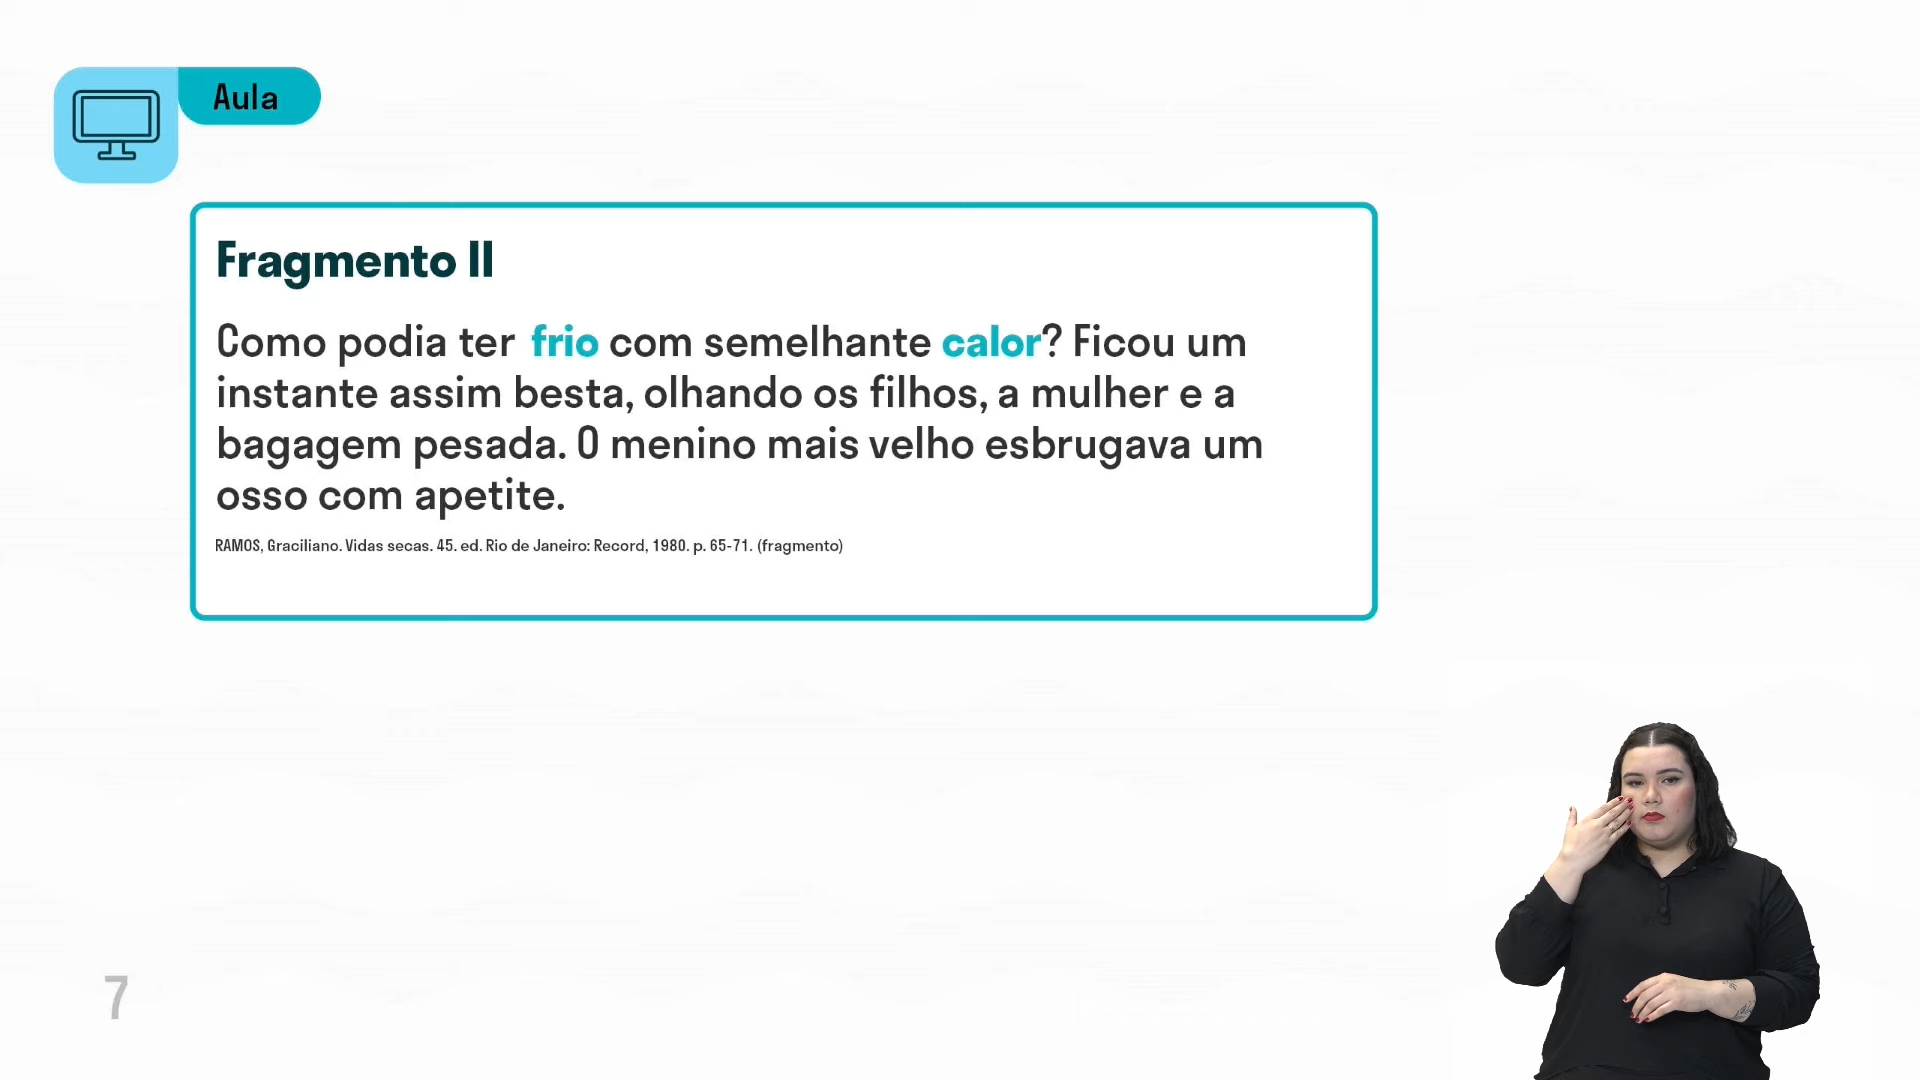 Aula
Fragmento II
Como podia ter frio com semelhante calor? Ficou um
instante assim besta, olhando os filhos, a mulher e a
bagagem pesada. O menino mais velho esbrugava um
osso com apetite.
RAMOS, Graciliano. Vidas secas. 45. ed. Rio de Janeiro: Record, 1980. p. 65-71. (fragmento)
7